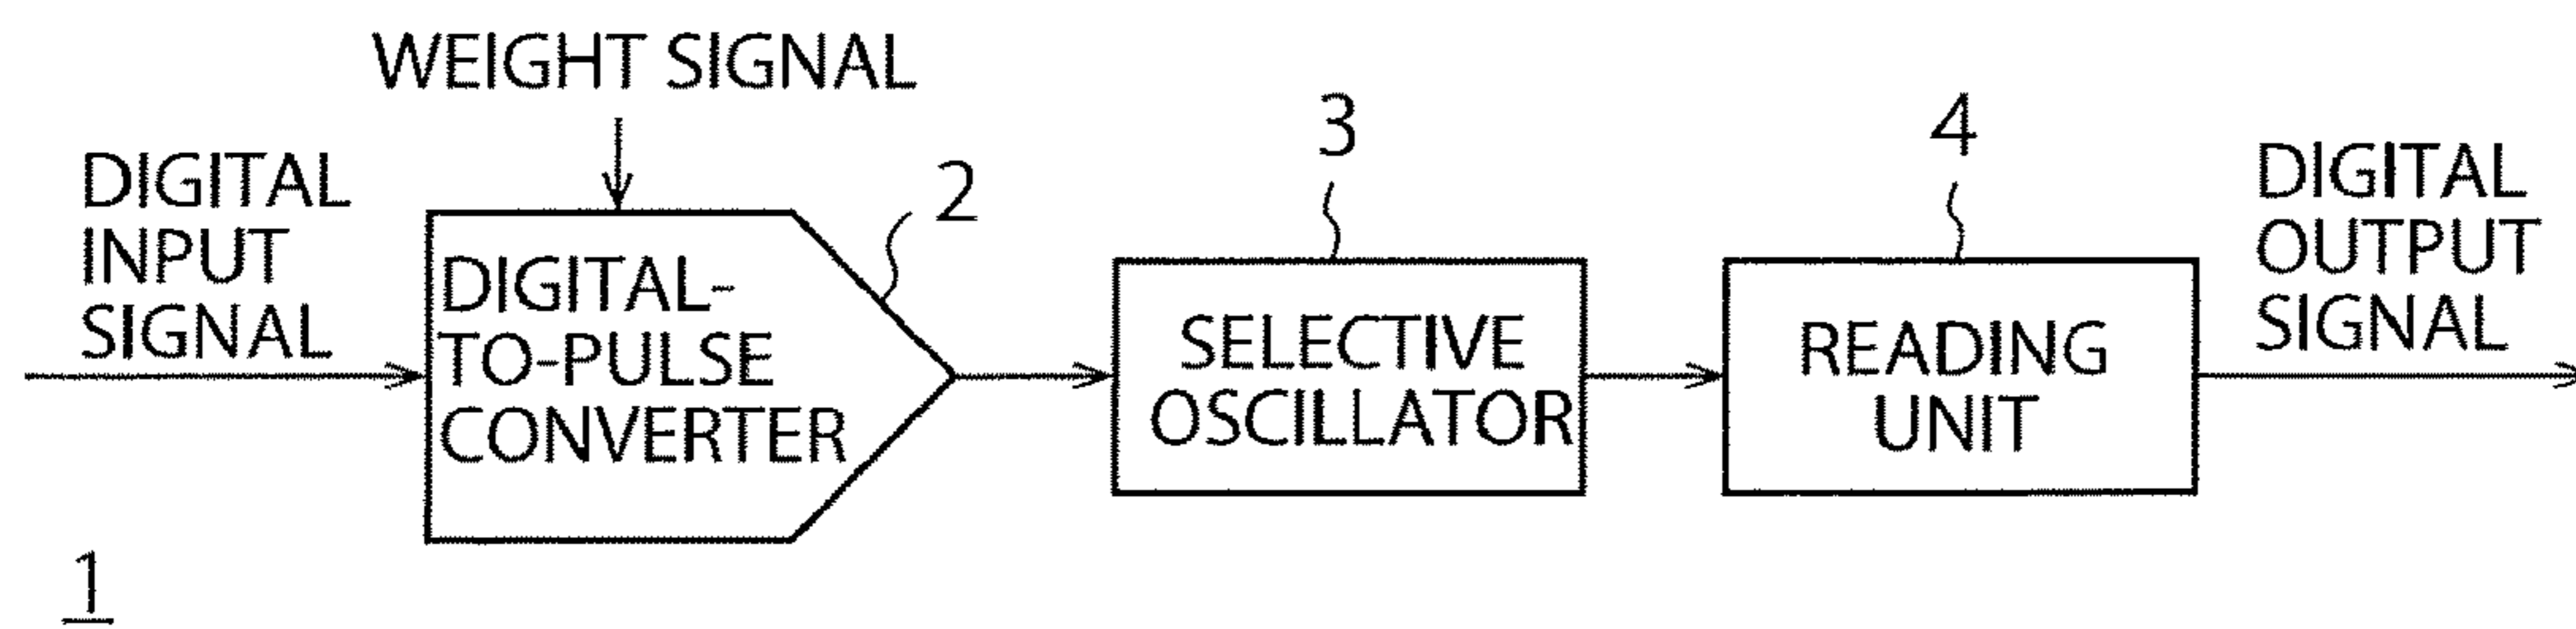 WEIGHT SIGNAL
DIGITAL
INPUT
SIGNAL
2
DIGITAL-
TO-PULSE
CONVERTER
3
SELECTIVE
OSCILLATOR
4
READING
UNIT
DIGITAL
OUTPUT
SIGNAL
1